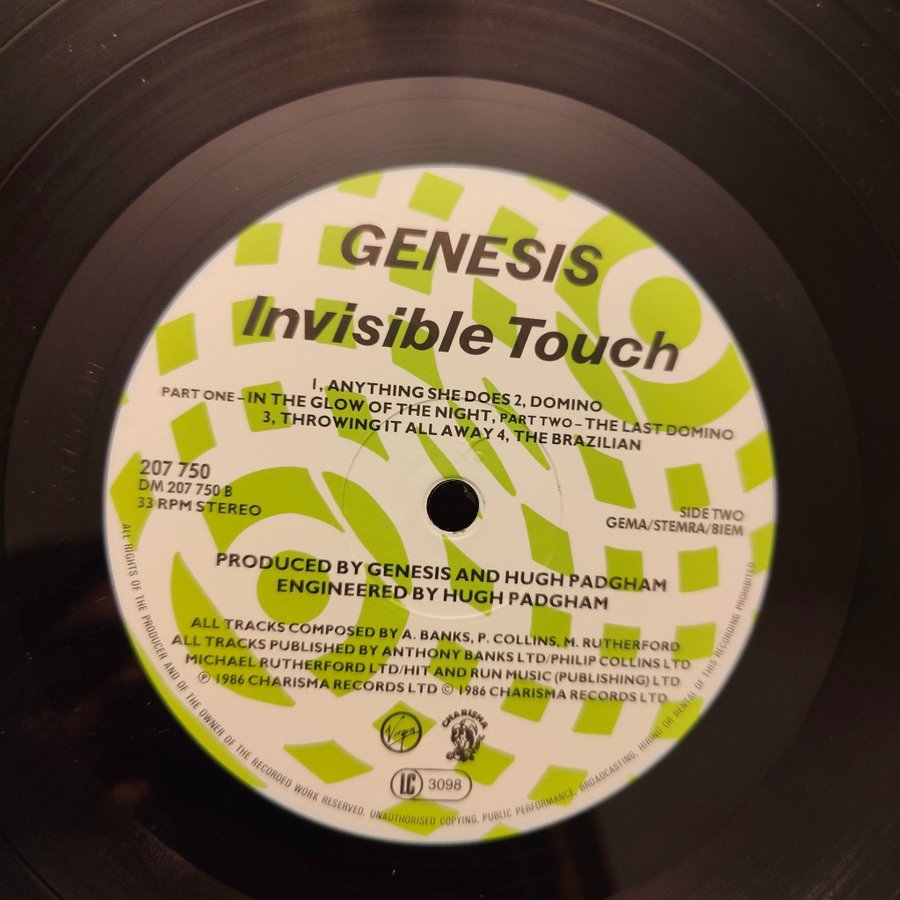 GENESIS
Invisible Touch
1, ANYTHING SHE DOES 2, DOMINO
PART ONE – IN THE GLOW OF THE NIGHT, PART TWO – THE LAST DOMINO
3, THROWING IT ALL AWAY 4, THE BRAZILIAN
207 750
DM 207 750 B
33 RPM STEREO
SIDE TWO
GEMA/STEMRA/BIEM
PRODUCED BY GENESIS AND HUGH PADGHAM
ENGINEERED BY HUGH PADGHAM
ALL TRACKS COMPOSED BY A. BANKS, P. COLLINS, M. RUTHERFORD
ALL TRACKS PUBLISHED BY ANTHONY BANKS LTD/PHILIP COLLINS LTD
MICHAEL RUTHERFORD LTD/HIT AND RUN MUSIC (PUBLISHING) LTD
℗ 1986 CHARISMA RECORDS LTD © 1986 CHARISMA RECORDS LTD
Virgin
CHARISMA
LC 3098
ALL RIGHTS OF THE PRODUCER AND OF THE OWNER OF THE RECORDED WORK RESERVED. UNAUTHORISED COPYING, PUBLIC PERFORMANCE, BROADCASTING, HIRING OR RENTAL OF THIS RECORDING PROHIBITED